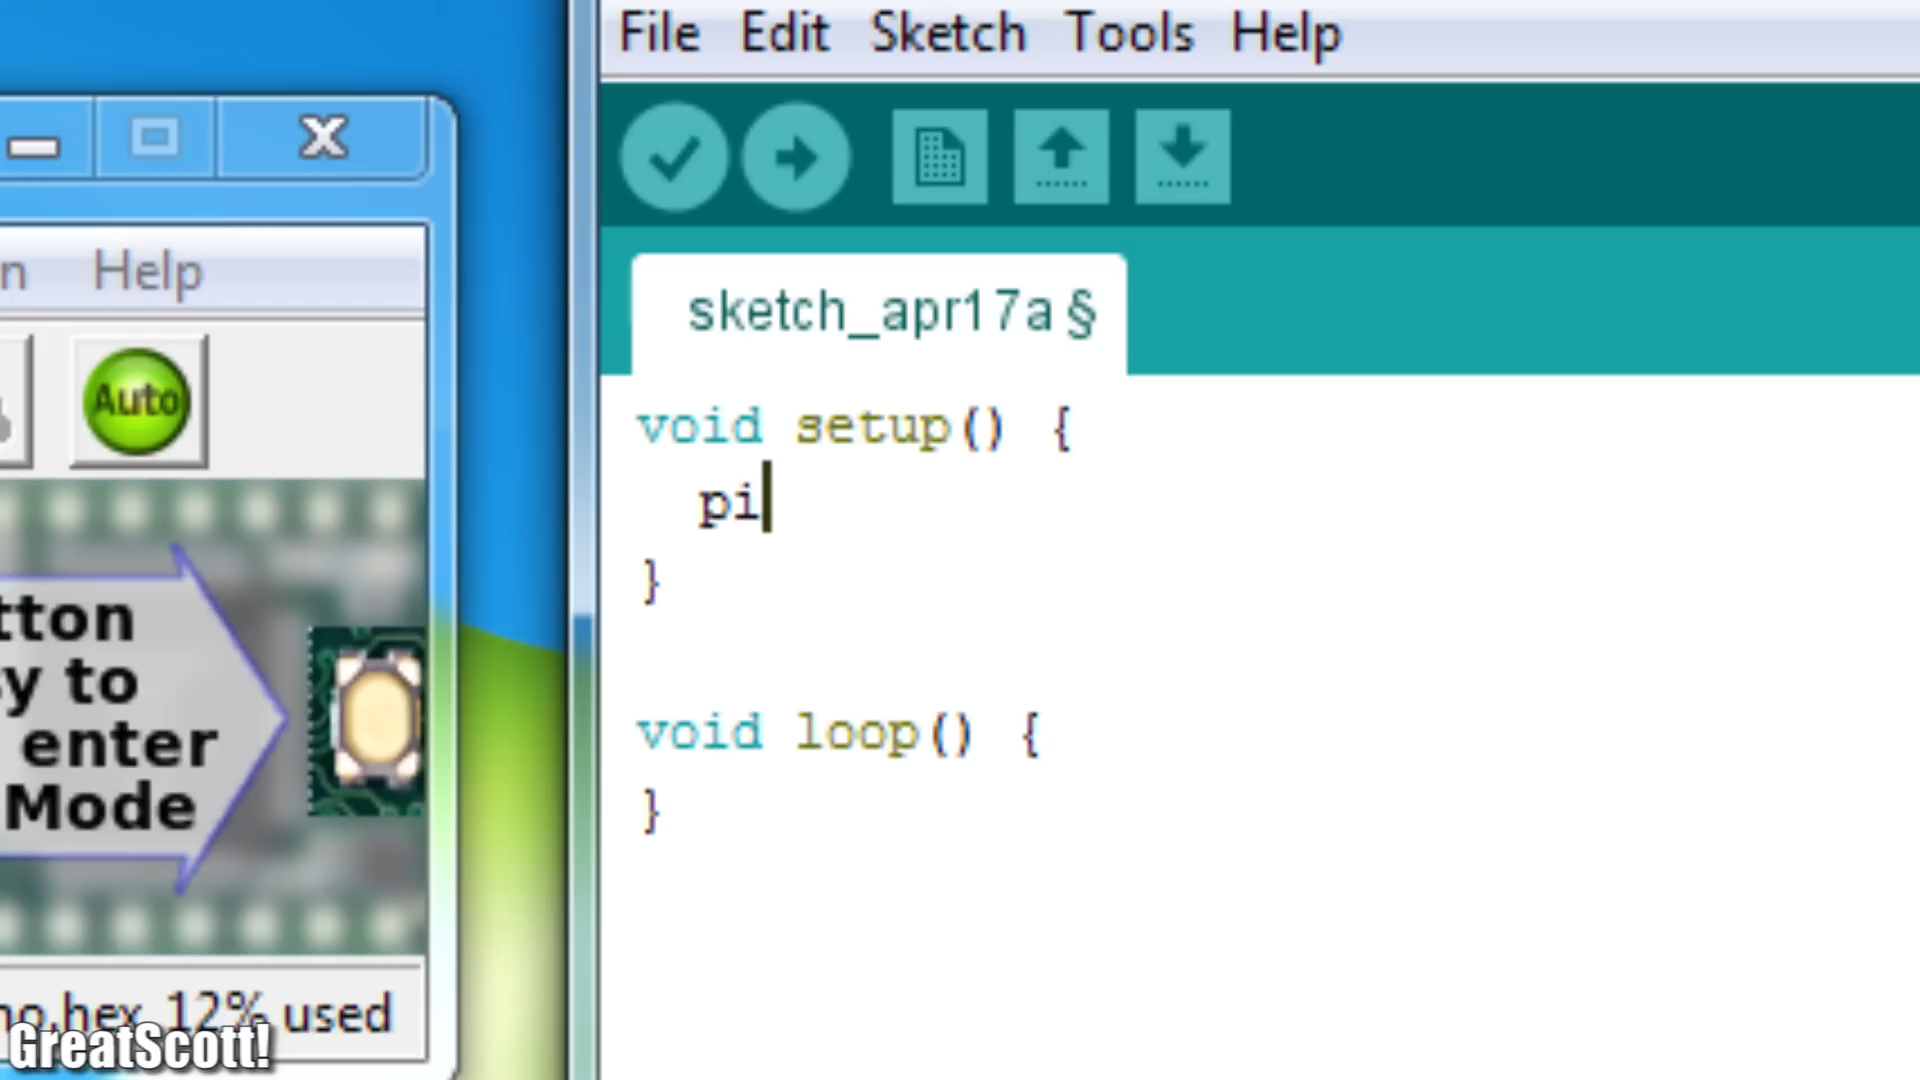 File Edit Sketch Tools Help
sketch_apr17a §
void setup() {
pi
}
void loop() {
}
Help
Auto
to
enter
Mode
12% used
GreatScott!